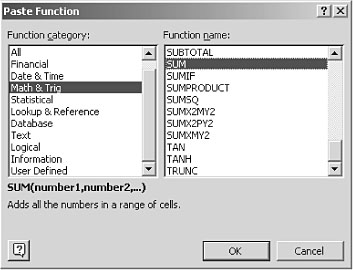 Paste Function
Function category:
All
Financial
Date & Time
Math & Trig
Statistical
Lookup & Reference
Database
Text
Logical
Information
User Defined
Function name:
SUBTOTAL
SUM
SUMIF
SUMPRODUCT
SUMSQ
SUMX2MY2
SUMX2PY2
SUMXMY2
TAN
TANH
TRUNC
SUM(number1,number2,...)
Adds all the numbers in a range of cells.
OK
Cancel